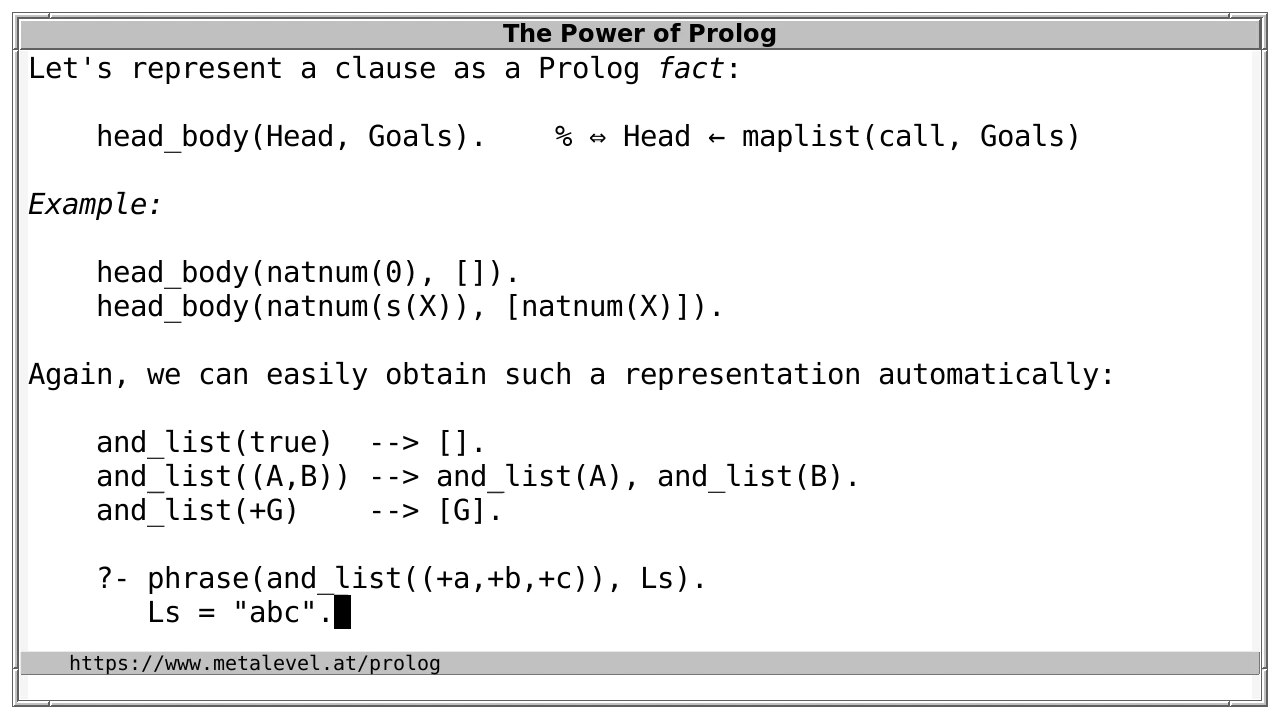 The Power of Prolog
Let's represent a clause as a Prolog fact:
head_body(Head, Goals).    % ⇔ Head ← maplist(call, Goals)
Example:
head_body(natnum(0), []).
head_body(natnum(s(X)), [natnum(X)]).
Again, we can easily obtain such a representation automatically:
and_list(true)  --> [].
and_list((A,B)) --> and_list(A), and_list(B).
and_list(+G)    --> [G].
?- phrase(and_list((+a,+b,+c)), Ls).
Ls = "abc".
https://www.metalevel.at/prolog